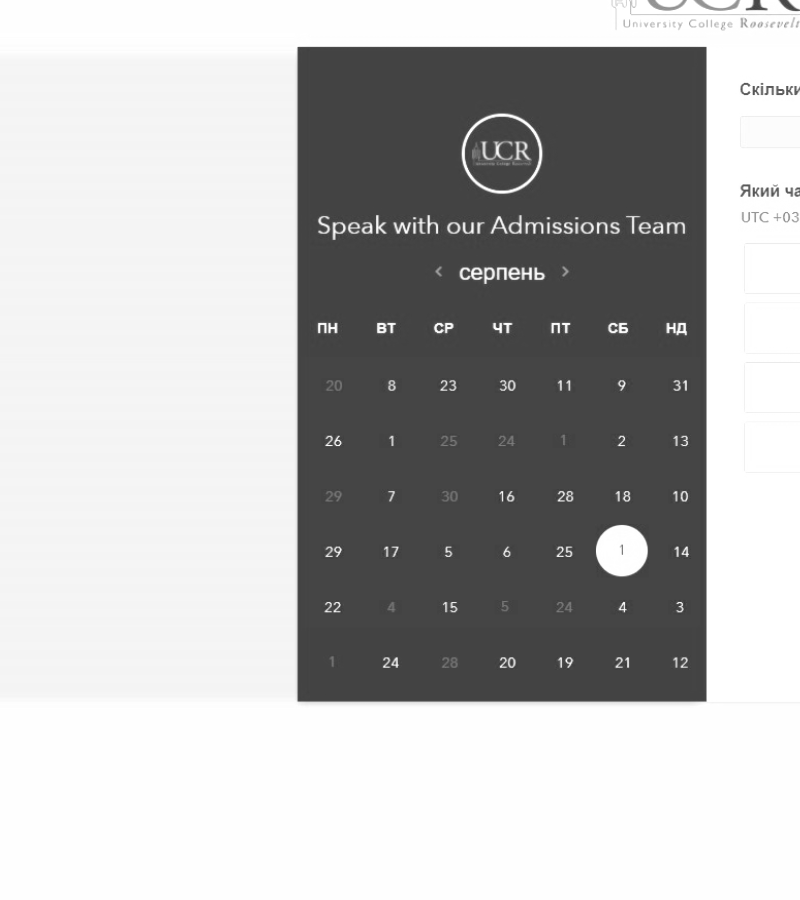 UCR
University College Roosevelt
UCR
Speak with our Admissions Team
< серпень >
ПН ВТ СР ЧТ ПТ СБ НД
20 8 23 30 11 9 31
26 1 25 24 1 2 13
29 7 30 16 28 18 10
29 17 5 6 25 1 14
22 4 15 5 24 4 3
1 24 28 20 19 21 12
Скільки
Який ча
UTC +03